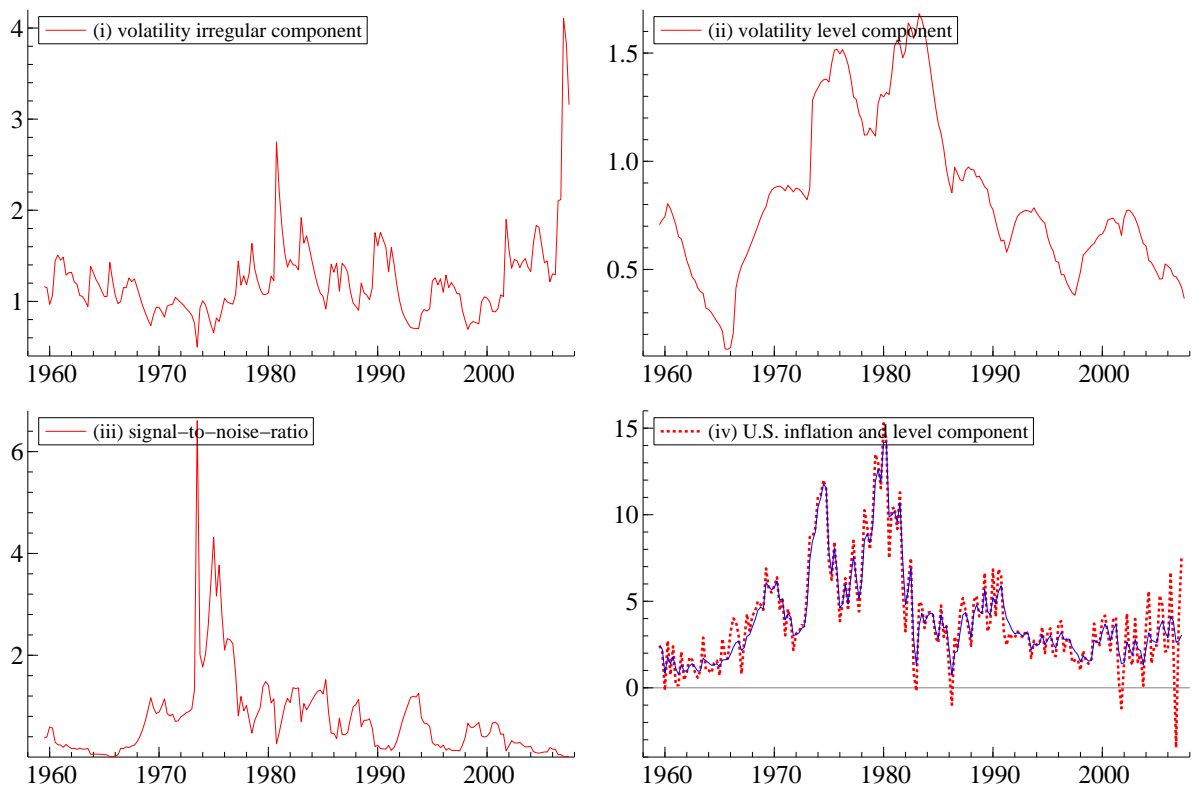 (i) volatility irregular component
4
3
2
1
1960 1970 1980 1990 2000
(ii) volatility level component
1.5
1.0
0.5
1960 1970 1980 1990 2000
(iii) signal−to−noise−ratio
6
4
2
1960 1970 1980 1990 2000
(iv) U.S. inflation and level component
15
10
5
0
1960 1970 1980 1990 2000